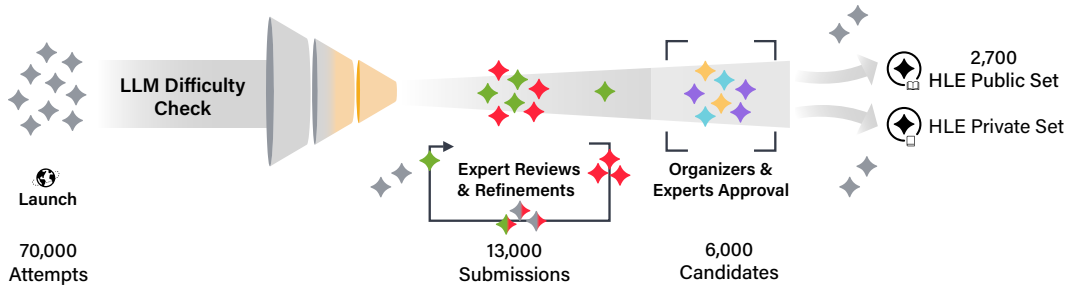 LLM Difficulty
Check
Launch
70,000
Attempts
Expert Reviews
& Refinements
13,000
Submissions
Organizers &
Experts Approval
6,000
Candidates
2,700
HLE Public Set
HLE Private Set